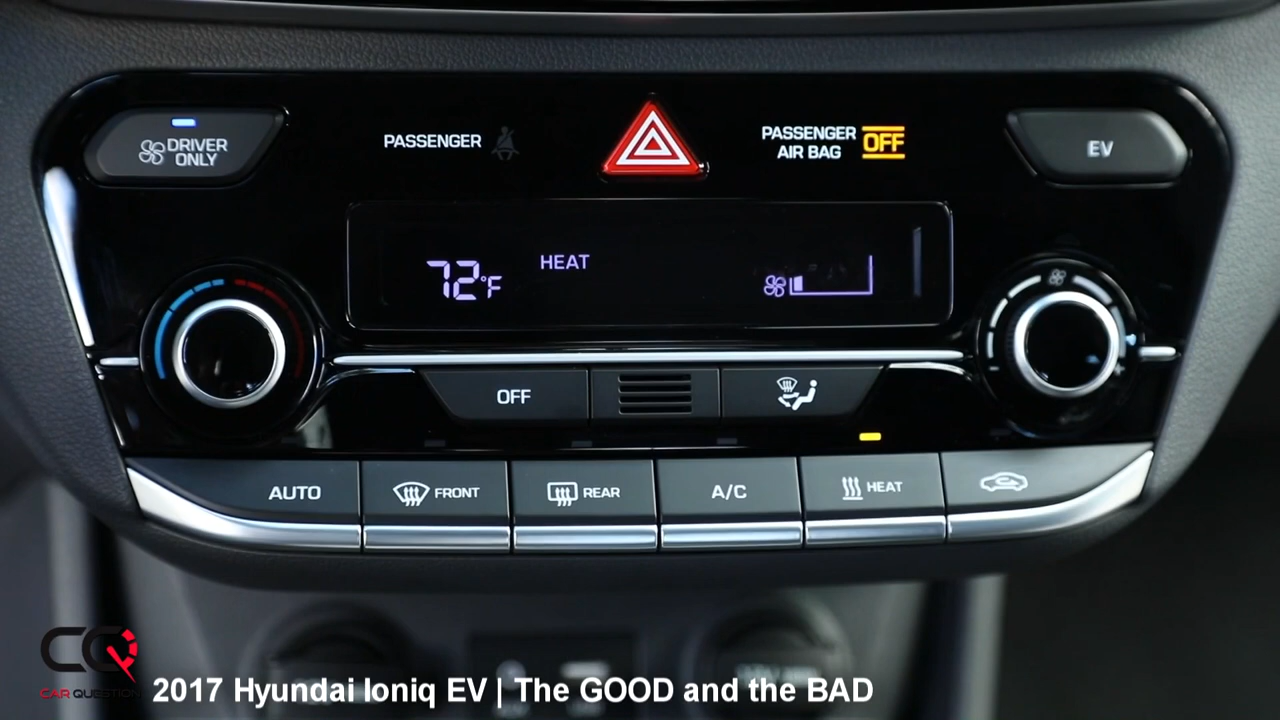 DRIVER
ONLY
PASSENGER
PASSENGER
AIR BAG
OFF
EV
72°F
HEAT
OFF
AUTO
FRONT
REAR
A/C
HEAT
CQ
CAR QUESTION
2017 Hyundai Ioniq EV | The GOOD and the BAD